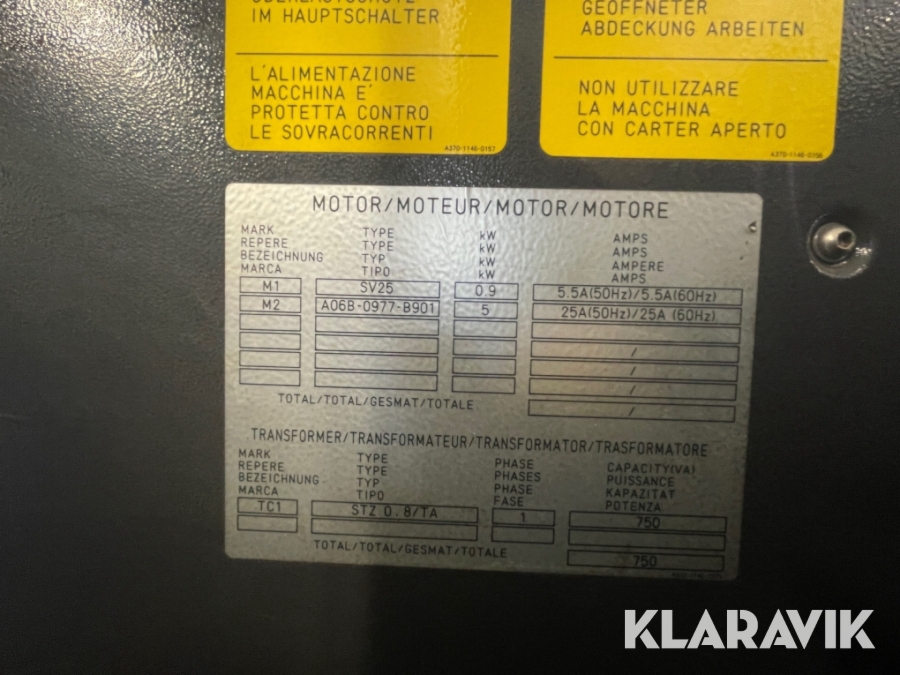 IM HAUPTSCHALTER
L'ALIMENTAZIONE
MACCHINA E'
PROTETTA CONTRO
LE SOVRACORRENTI
A370-1146-0157
GEÖFFNETER
ABDECKUNG ARBEITEN
NON UTILIZZARE
LA MACCHINA
CON CARTER APERTO
MOTOR/MOTEUR/MOTOR/MOTORE
MARK TYPE kW AMPS
REPERE TYPE kW AMPS
BEZEICHNUNG TYP kW AMPERE
MARCA TIPO kW AMPS
M1 SV25 0.9 5.5A(50Hz)/5.5A(60Hz)
M2 A06B-0977-B901 5 25A(50Hz)/25A (60Hz)
/
/
/
TOTAL/TOTAL/GESMAT/TOTALE /
TRANSFORMER/TRANSFORMATEUR/TRANSFORMATOR/TRASFORMATORE
MARK TYPE PHASE CAPACITY(VA)
REPERE TYPE PHASES PUISSANCE
BEZEICHNUNG TYP PHASE KAPAZITAT
MARCA TIPO FASE POTENZA
TC1 STZ 0.8/TA 1 750
TOTAL/TOTAL/GESMAT/TOTALE 750
KLARAVIK